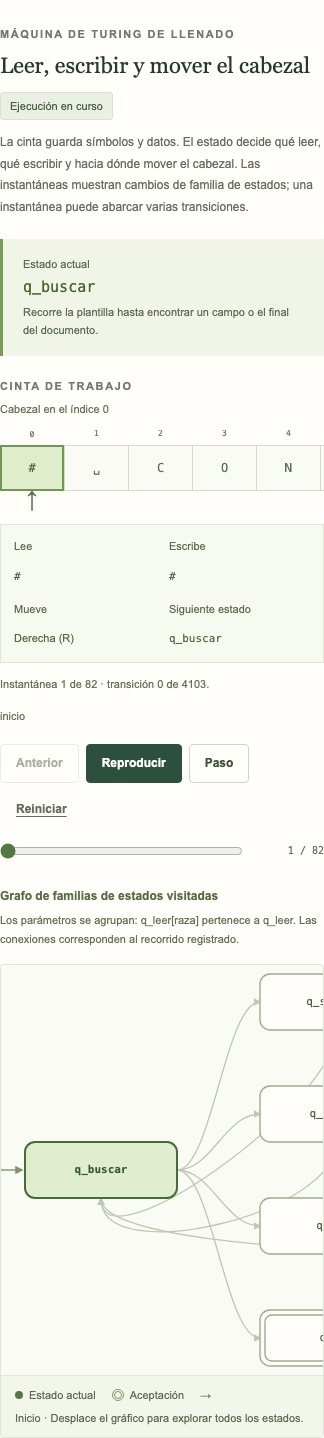 MÁQUINA DE TURING DE LLENADO
Leer, escribir y mover el cabezal
Ejecución en curso
La cinta guarda símbolos y datos. El estado decide qué leer,
qué escribir y hacia dónde mover el cabezal. Las
instantáneas muestran cambios de familia de estados; una
instantánea puede abarcar varias transiciones.
Estado actual
q_buscar
Recorre la plantilla hasta encontrar un campo o el final
del documento.
CINTA DE TRABAJO
Cabezal en el índice 0
0 1 2 3 4
# ␣ C O N
Lee Escribe
# #
Mueve Siguiente estado
Derecha (R) q_buscar
Instantánea 1 de 82 · transición 0 de 4103.
inicio
Anterior Reproducir Paso
Reiniciar
1 / 82
Grafo de familias de estados visitadas
Los parámetros se agrupan: q_leer[raza] pertenece a q_leer. Las
conexiones corresponden al recorrido registrado.
q_buscar
Estado actual Aceptación →
Inicio · Desplace el gráfico para explorar todos los estados.